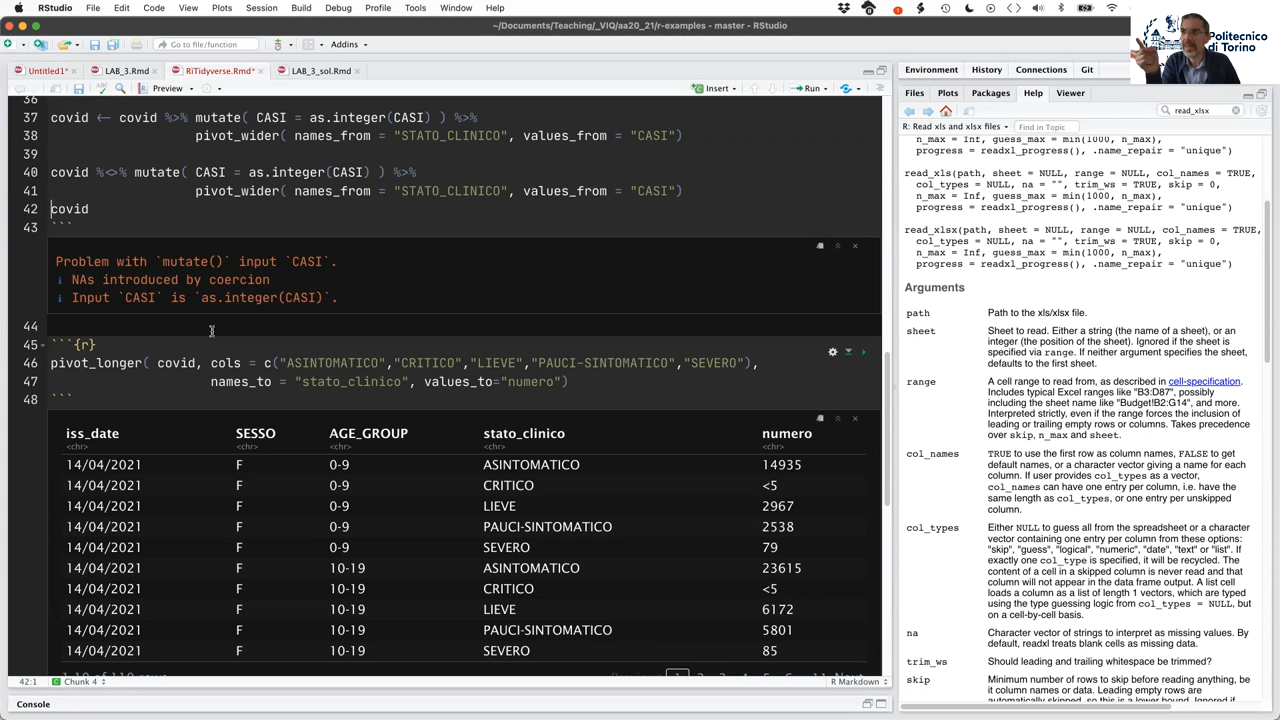 File Edit Code View Plots Session Build Debug Profile Tools Window Help
~/Documents/Teaching/_VIQ/aa20_21/r-examples - master - RStudio
Politecnico
di Torino
Go to file/function Addins
Untitled1* LAB_3.Rmd RiTidyverse.Rmd* LAB_3_sol.Rmd
Preview Insert Run
36
37 covid <- covid %>% mutate( CASI = as.integer(CASI) ) %>%
38 pivot_wider( names_from = "STATO_CLINICO", values_from = "CASI")
39
40 covid %<>% mutate( CASI = as.integer(CASI) ) %>%
41 pivot_wider( names_from = "STATO_CLINICO", values_from = "CASI")
42 covid
43 ```
Problem with `mutate()` input `CASI`.
i NAs introduced by coercion
i Input `CASI` is `as.integer(CASI)`.
44
45 ```{r}
46 pivot_longer( covid, cols = c("ASINTOMATICO","CRITICO","LIEVE","PAUCI-SINTOMATICO","SEVERO"),
47 names_to = "stato_clinico", values_to="numero")
48 ```
iss_date SESSO AGE_GROUP stato_clinico numero
<chr> <chr> <chr> <chr> <chr>
14/04/2021 F 0-9 ASINTOMATICO 14935
14/04/2021 F 0-9 CRITICO <5
14/04/2021 F 0-9 LIEVE 2967
14/04/2021 F 0-9 PAUCI-SINTOMATICO 2538
14/04/2021 F 0-9 SEVERO 79
14/04/2021 F 10-19 ASINTOMATICO 23615
14/04/2021 F 10-19 CRITICO <5
14/04/2021 F 10-19 LIEVE 6172
14/04/2021 F 10-19 PAUCI-SINTOMATICO 5801
14/04/2021 F 10-19 SEVERO 85
42:1 Chunk 4 R Markdown
Console
Environment History Connections Git
Files Plots Packages Help Viewer
read_xlsx
R: Read xls and xlsx files Find in Topic
n_max = Inf, guess_max = min(1000, n_max),
progress = readxl_progress(), .name_repair = "unique")
read_xls(path, sheet = NULL, range = NULL, col_names = TRUE,
col_types = NULL, na = "", trim_ws = TRUE, skip = 0,
n_max = Inf, guess_max = min(1000, n_max),
progress = readxl_progress(), .name_repair = "unique")
read_xlsx(path, sheet = NULL, range = NULL, col_names = TRUE,
col_types = NULL, na = "", trim_ws = TRUE, skip = 0,
n_max = Inf, guess_max = min(1000, n_max),
progress = readxl_progress(), .name_repair = "unique")
Arguments
path Path to the xls/xlsx file.
sheet Sheet to read. Either a string (the name of a sheet), or an
integer (the position of the sheet). Ignored if the sheet is
specified via range. If neither argument specifies the sheet,
defaults to the first sheet.
range A cell range to read from, as described in cell-specification.
Includes typical Excel ranges like "B3:D87", possibly
including the sheet name like "Budget!B2:G14", and more.
Interpreted strictly, even if the range forces the inclusion of
leading or trailing empty rows or columns. Takes precedence
over skip, n_max and sheet.
col_names TRUE to use the first row as column names, FALSE to get
default names, or a character vector giving a name for each
column. If user provides col_types as a vector,
col_names can have one entry per column, i.e. have the
same length as col_types, or one entry per unskipped
column.
col_types Either NULL to guess all from the spreadsheet or a character
vector containing one entry per column from these options:
"skip", "guess", "logical", "numeric", "date", "text" or "list". If
exactly one col_type is specified, it will be recycled. The
content of a cell in a skipped column is never read and that
column will not appear in the data frame output. A list cell
loads a column as a list of length 1 vectors, which are typed
using the type guessing logic from col_types = NULL, but
on a cell-by-cell basis.
na Character vector of strings to interpret as missing values. By
default, readxl treats blank cells as missing data.
trim_ws Should leading and trailing whitespace be trimmed?
skip Minimum number of rows to skip before reading anything, be
it column names or data. Leading empty rows are
automatically skipped, so this is a lower bound. Ignored if